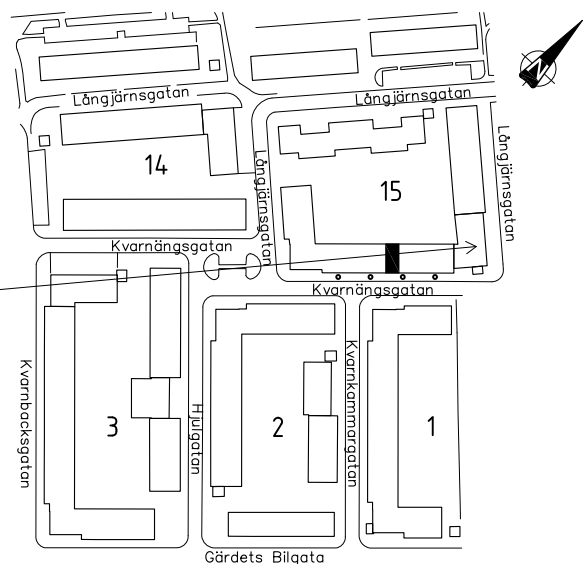 N
Långjärnsgatan
Långjärnsgatan
14
Långjärnsgatan
15
Långjärnsgatan
Kvarnängsgatan
Kvarnängsgatan
Kvarnbacksgatan
3
Hjulgatan
2
Kvarnkammargatan
1
Gärdets Bilgata